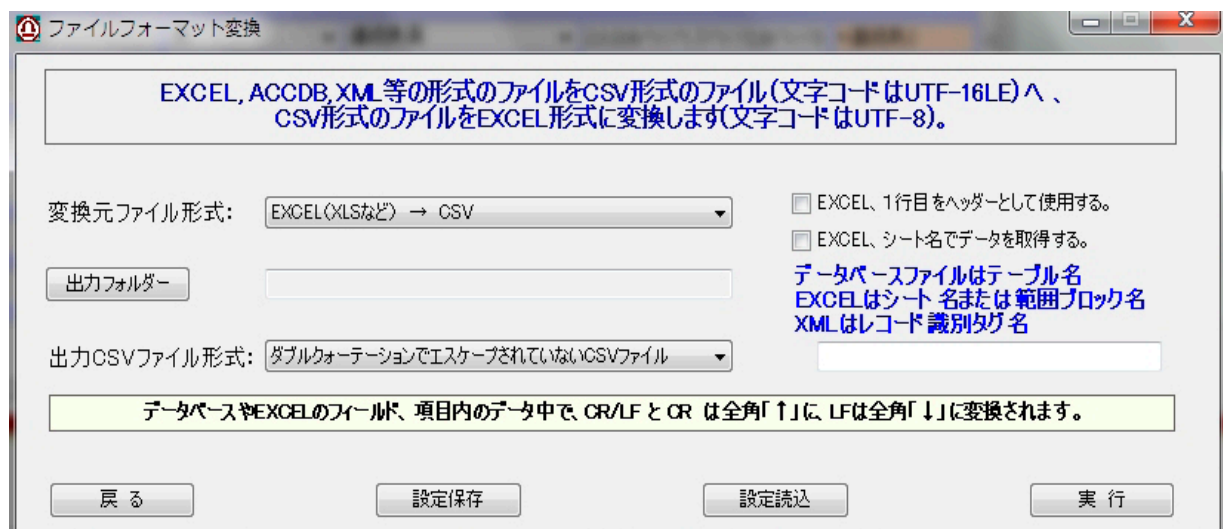 ファイルフォーマット変換
EXCEL, ACCDB, XML等の形式のファイルをCSV形式のファイル(文字コードはUTF-16LE)へ 、
CSV形式のファイルをEXCEL形式に変換します(文字コードはUTF-8)。
変換元ファイル形式:
EXCEL(XLSなど) → CSV
EXCEL、1行目をヘッダーとして使用する。
EXCEL、シート名でデータを取得する。
出力フォルダー
データベースファイルはテーブル名
EXCELはシート名または範囲ブロック名
XMLはレコード識別タグ名
出力CSVファイル形式:
ダブルクォーテーションでエスケープされていないCSVファイル
データベースやEXCELのフィールド、項目内のデータ中で、CR/LF と CR は全角「↑」に、LFは全角「↓」に変換されます。
戻 る
設定保存
設定読込
実 行